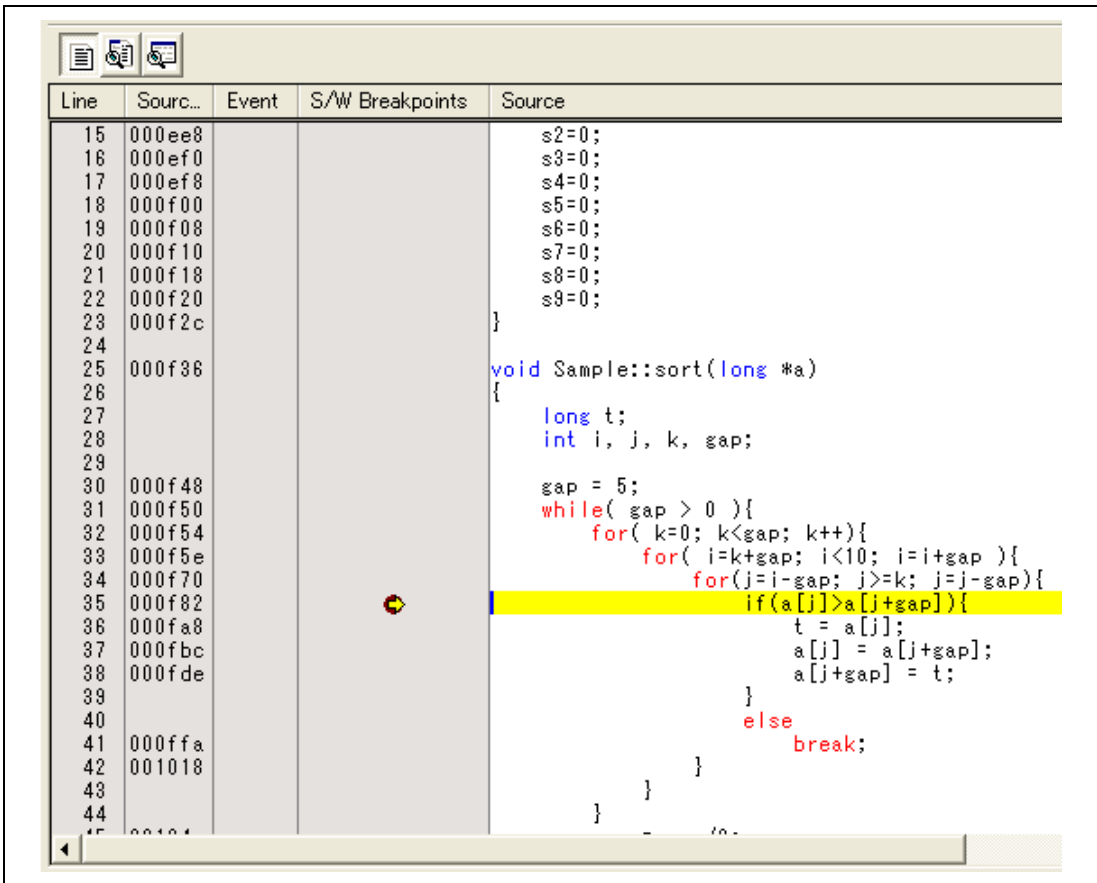 Line Sourc... Event S/W Breakpoints Source
15 000ee8 s2=0;
16 000ef0 s3=0;
17 000ef8 s4=0;
18 000f00 s5=0;
19 000f08 s6=0;
20 000f10 s7=0;
21 000f18 s8=0;
22 000f20 s9=0;
23 000f2c }
24
25 000f36 void Sample::sort(long *a)
26 {
27 long t;
28 int i, j, k, gap;
29
30 000f48 gap = 5;
31 000f50 while( gap > 0 ){
32 000f54 for( k=0; k<gap; k++){
33 000f5e for( i=k+gap; i<10; i=i+gap ){
34 000f70 for(j=i-gap; j>=k; j=j-gap){
35 000f82 if(a[j]>a[j+gap]){
36 000fa8 t = a[j];
37 000fbc a[j] = a[j+gap];
38 000fde a[j+gap] = t;
39 }
40 else
41 000ffa break;
42 001018 }
43 }
44 }